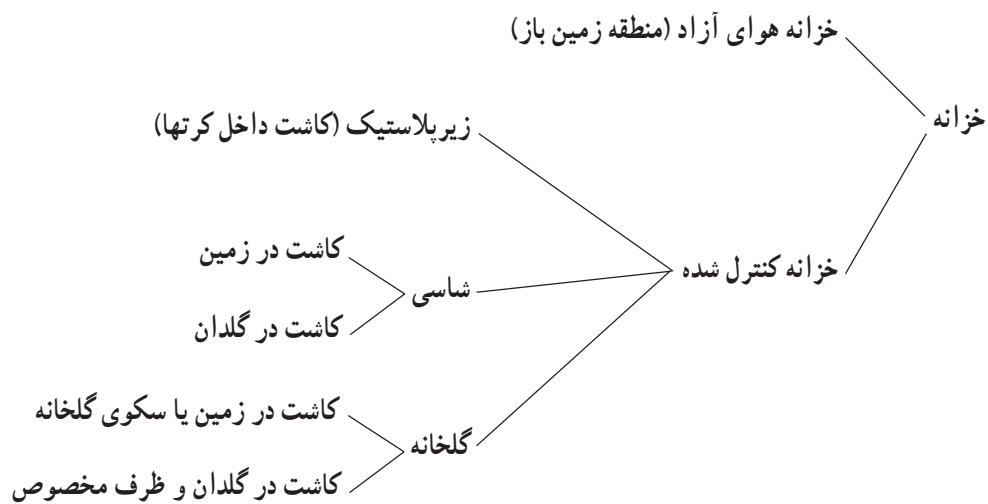 خزانه هوای آزاد (منطقه زمین باز)
خزانه
زیرپلاستیک (کاشت داخل کرتها)
کاشت در زمین
خزانه کنترل شده
شاسی
کاشت در گلدان
کاشت در زمین یا سکوی گلخانه
گلخانه
کاشت در گلدان و ظرف مخصوص